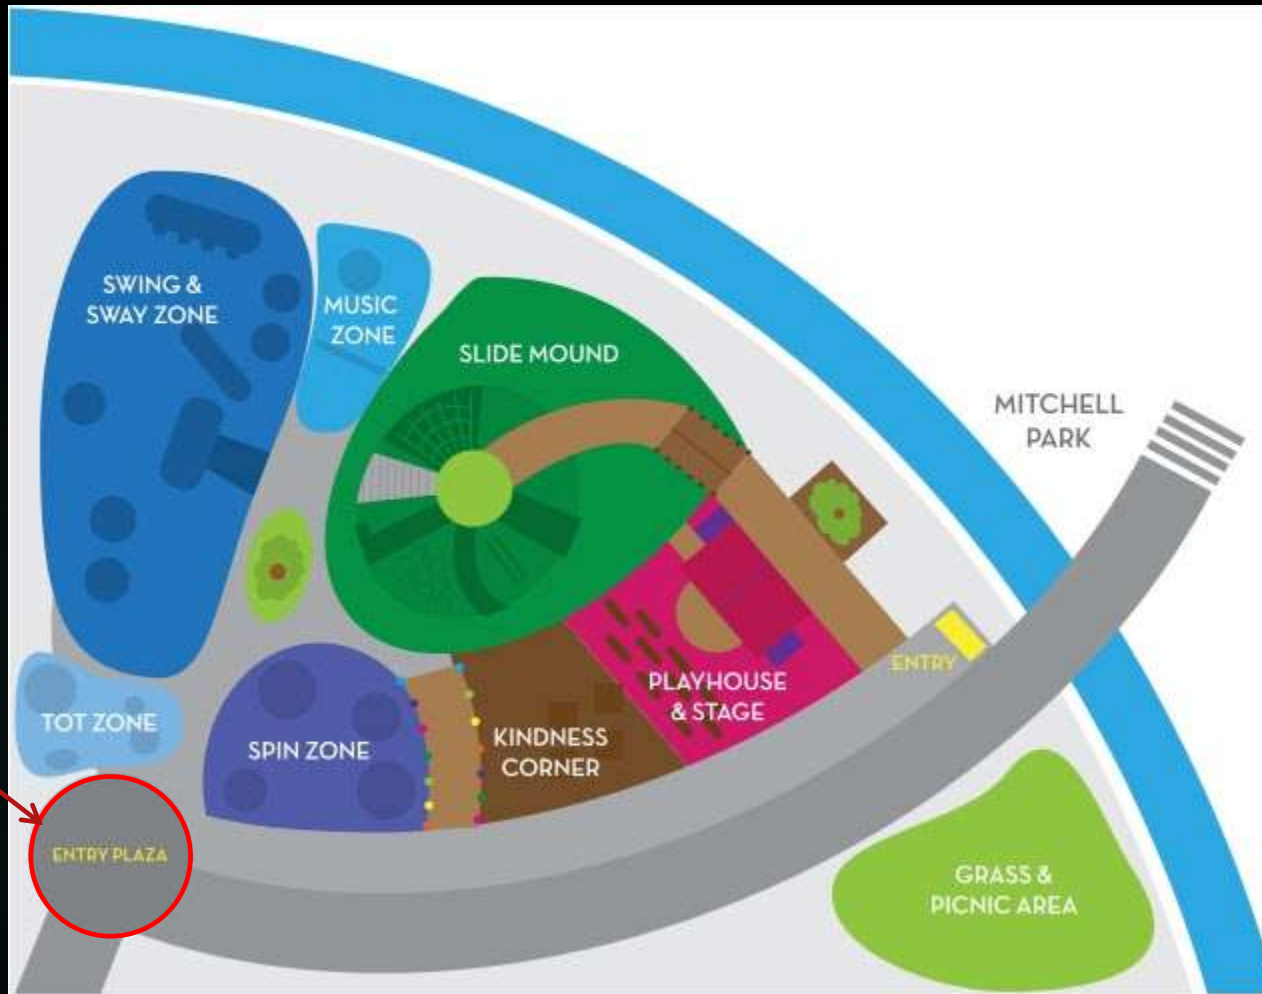 SWING &
SWAY ZONE
MUSIC
ZONE
SLIDE MOUND
MITCHELL
PARK
ENTRY
PLAYHOUSE
& STAGE
TOT ZONE
SPIN ZONE
KINDNESS
CORNER
ENTRY PLAZA
GRASS &
PICNIC AREA